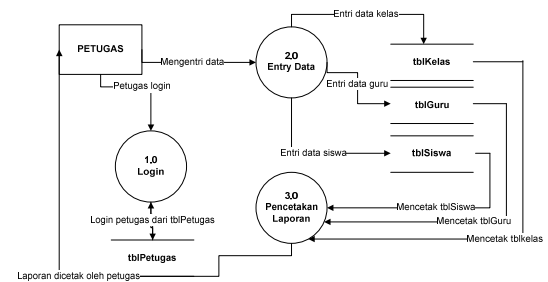 Entri data kelas
PETUGAS
2.0
Entry Data
Mengentri data
tblKelas
Petugas login
Entri data guru
tblGuru
1.0
Login
Entri data siswa
tblSiswa
3.0
Pencetakan
Laporan
Mencetak tblSiswa
Login petugas dari tblPetugas
Mencetak tblGuru
Mencetak tblkelas
tblPetugas
Laporan dicetak oleh petugas